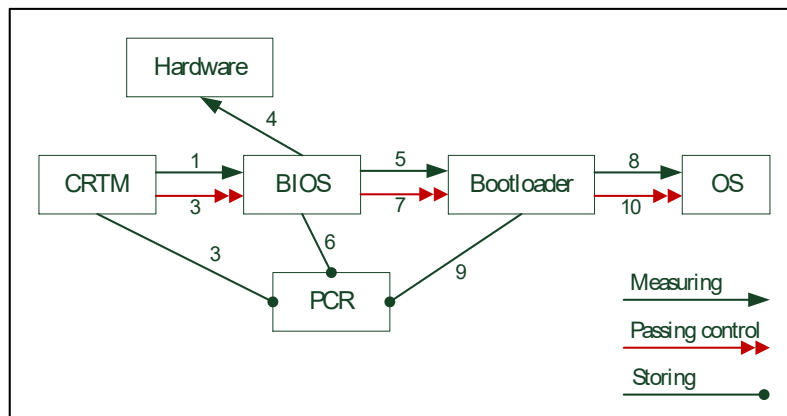 Hardware
4
1
5
8
CRTM
BIOS
Bootloader
OS
3
7
10
3
6
9
PCR
Measuring
Passing control
Storing